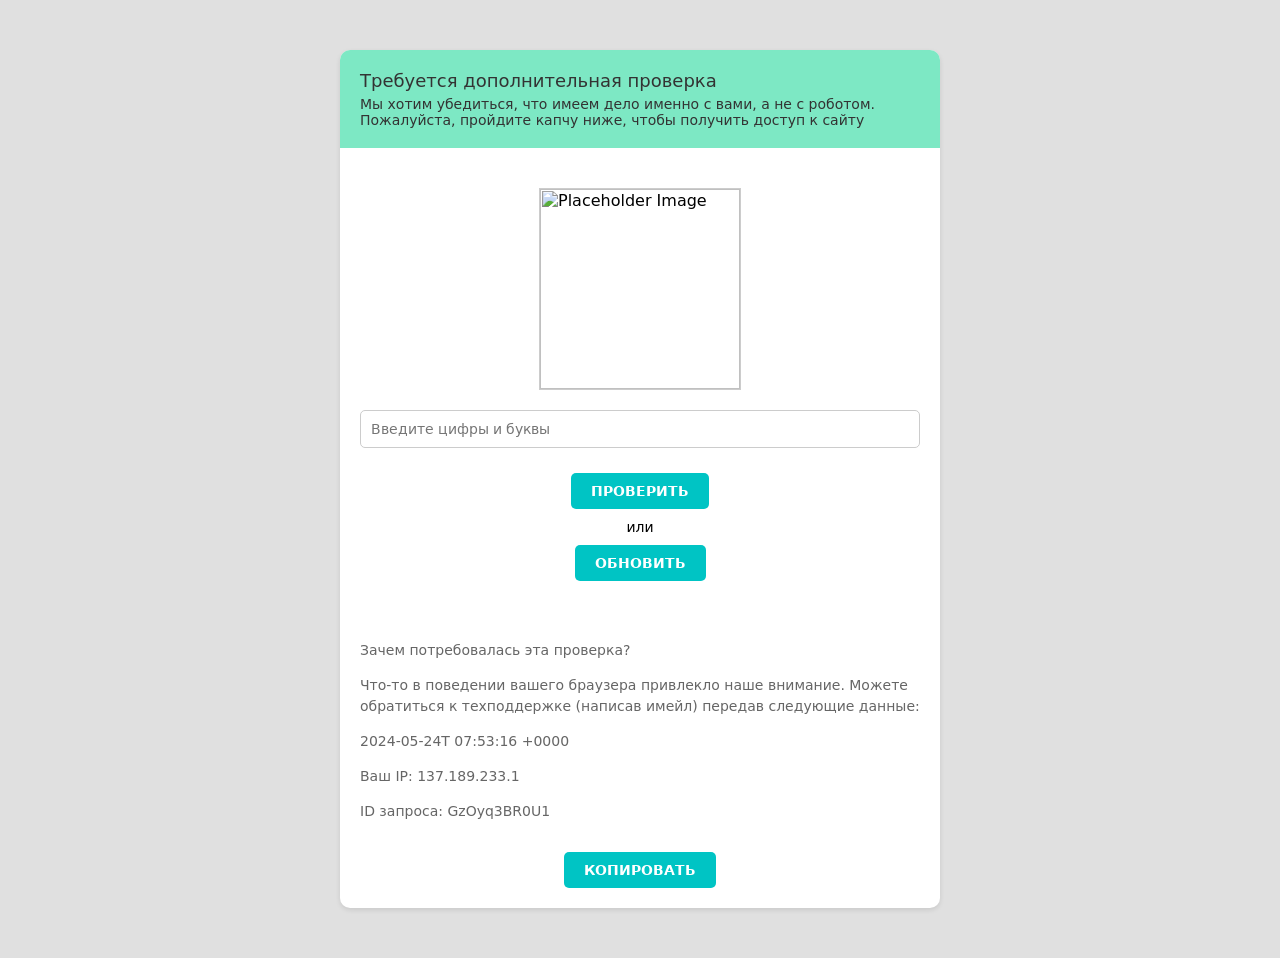 Требуется дополнительная проверка
Мы хотим убедиться, что имеем дело именно с вами, а не с роботом.
Пожалуйста, пройдите капчу ниже, чтобы получить доступ к сайту
Placeholder Image
Введите цифры и буквы
ПРОВЕРИТЬ
или
ОБНОВИТЬ
Зачем потребовалась эта проверка?
Что-то в поведении вашего браузера привлекло наше внимание. Можете
обратиться к техподдержке (написав имейл) передав следующие данные:
2024-05-24T 07:53:16 +0000
Ваш IP: 137.189.233.1
ID запроса: GzOyq3BR0U1
КОПИРОВАТЬ